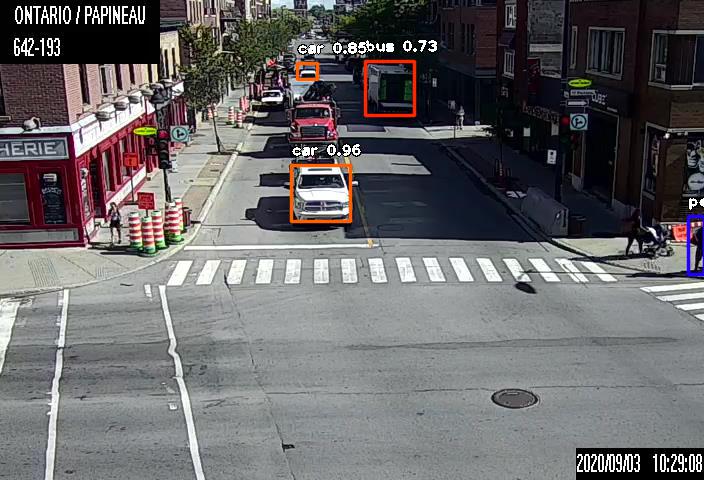 ONTARIO / PAPINEAU
642-193
car 0.85
bus 0.73
car 0.96
HERIE
pe
2020/09/03 10:29:08